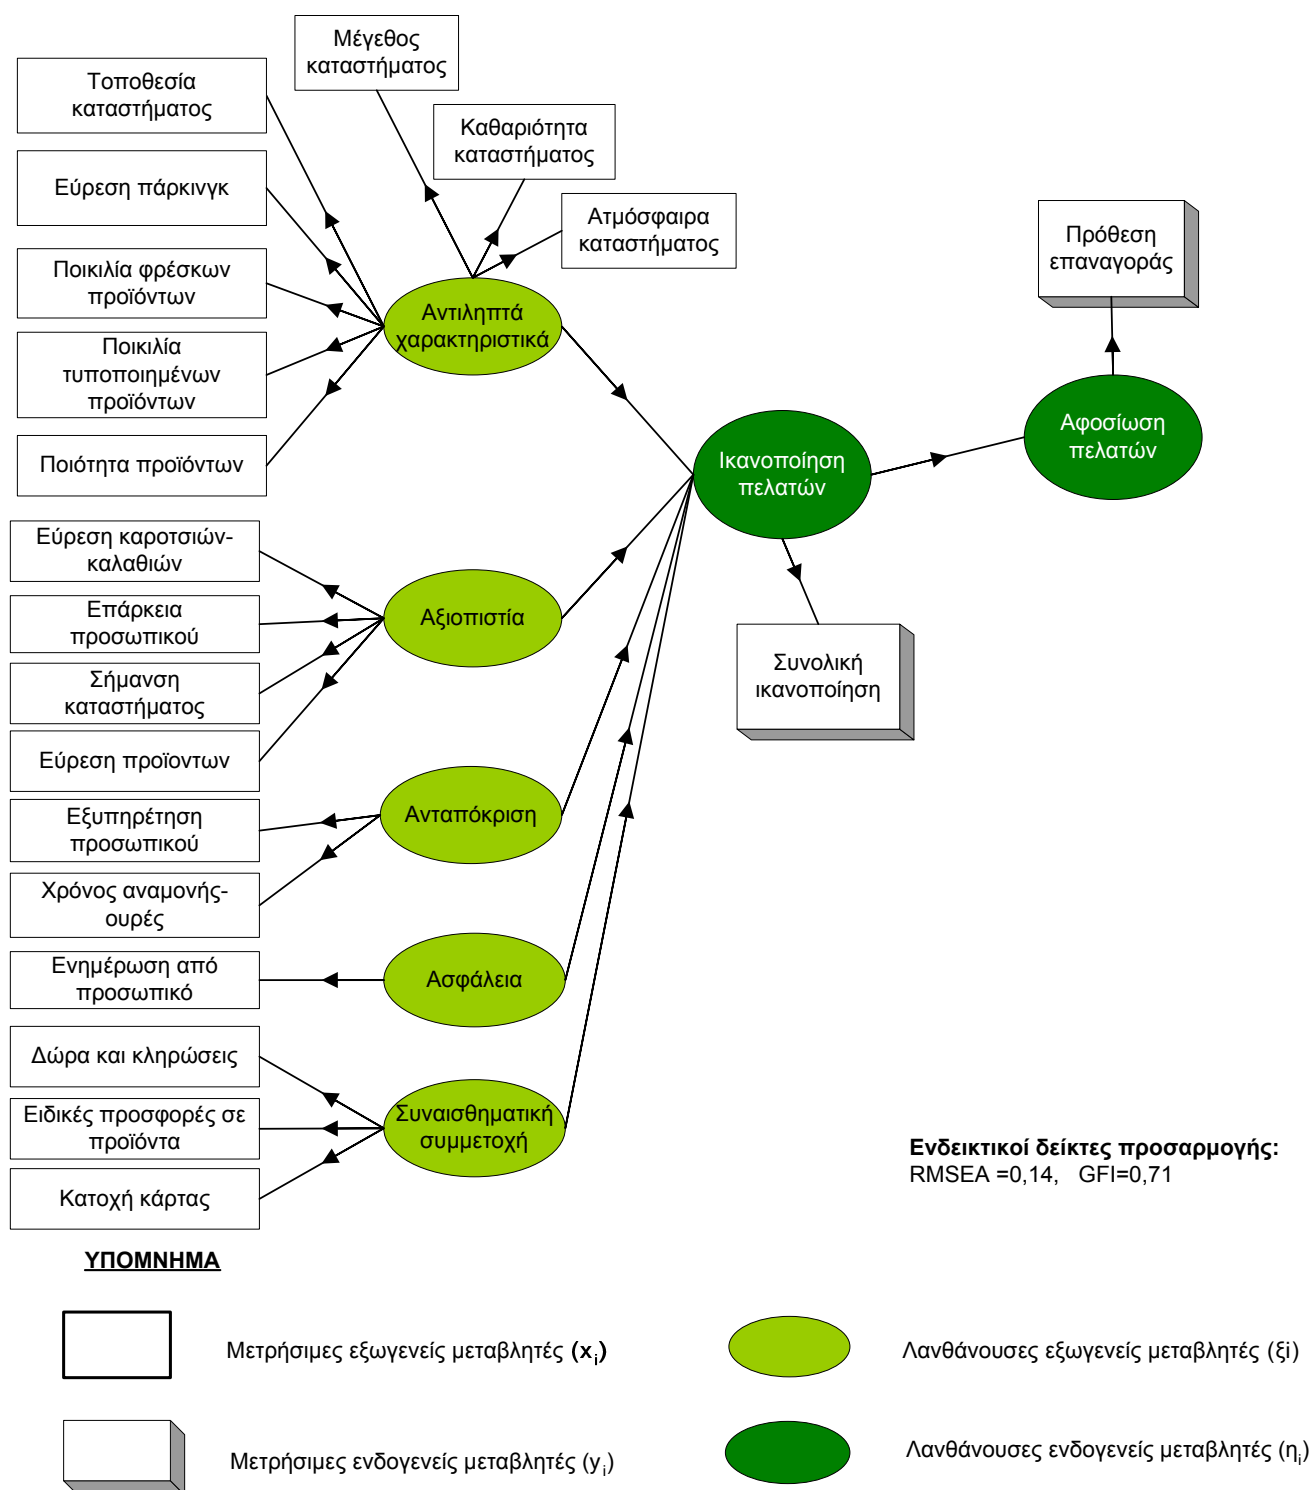 Μέγεθος
καταστήματος
Τοποθεσία
καταστήματος
Καθαριότητα
καταστήματος
Εύρεση πάρκινγκ
Ατμόσφαιρα
καταστήματος
Πρόθεση
επαναγοράς
Ποικιλία φρέσκων
προϊόντων
Αντιληπτά
χαρακτηριστικά
Ποικιλία
τυποποιημένων
προϊόντων
Ποιότητα προϊόντων
Ικανοποίηση
πελατών
Αφοσίωση
πελατών
Εύρεση καροτσιών-
καλαθιών
Επάρκεια
προσωπικού
Αξιοπιστία
Σήμανση
καταστήματος
Συνολική
ικανοποίηση
Εύρεση προϊοντων
Εξυπηρέτηση
προσωπικού
Ανταπόκριση
Χρόνος αναμονής-
ουρές
Ενημέρωση από
προσωπικό
Ασφάλεια
Δώρα και κληρώσεις
Ειδικές προσφορές σε
προϊόντα
Συναισθηματική
συμμετοχή
Κατοχή κάρτας
Ενδεικτικοί δείκτες προσαρμογής:
RMSEA =0,14, GFI=0,71
ΥΠΟΜΝΗΜΑ
Μετρήσιμες εξωγενείς μεταβλητές (xi)
Λανθάνουσες εξωγενείς μεταβλητές (ξi)
Μετρήσιμες ενδογενείς μεταβλητές (yi)
Λανθάνουσες ενδογενείς μεταβλητές (ηi)